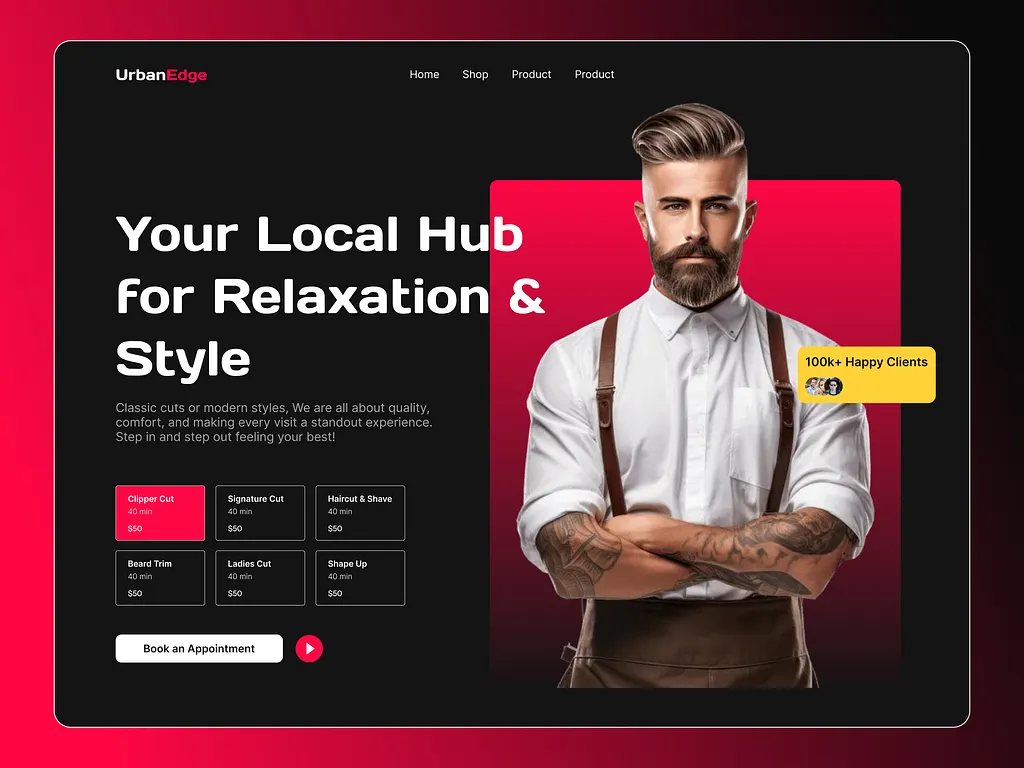 UrbanEdge
Home
Shop
Product
Product
Your Local Hub
for Relaxation &
Style
Classic cuts or modern styles, We are all about quality,
comfort, and making every visit a standout experience.
Step in and step out feeling your best!
100k+ Happy Clients
Clipper Cut
40 min
$50
Signature Cut
40 min
$50
Haircut & Shave
40 min
$50
Beard Trim
40 min
$50
Ladies Cut
40 min
$50
Shape Up
40 min
$50
Book an Appointment